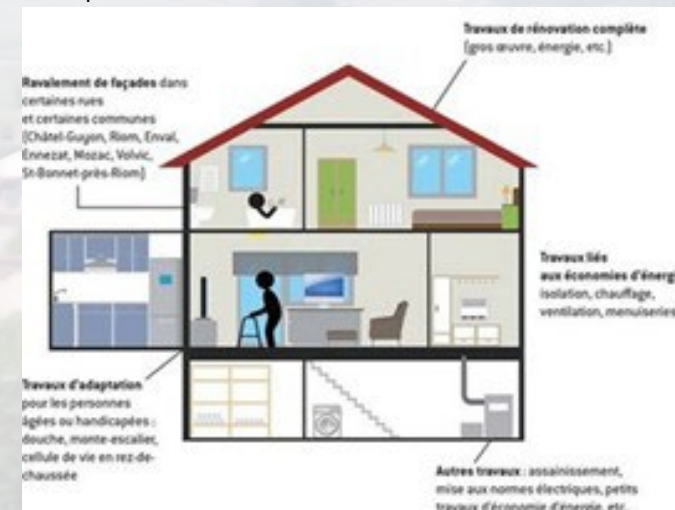 Travaux de rénovation complète
(gros œuvre, énergie, etc.)
Ravalement de façades dans
certaines rues
et certaines communes
(Châtel-Guyon, Riom, Enval,
Ennezat, Mozac, Volvic,
St-Bonnet-près-Riom)
Travaux liés
aux économies d'énergi
isolation, chauffage,
ventilation, menuiseries
Travaux d'adaptation
pour les personnes
âgées ou handicapées :
douche, monte-escalier,
cellule de vie en rez-de-
chaussée
Autres travaux : assainissement,
mise aux normes électriques, petits
travaux d'économie d'énergie, etc.